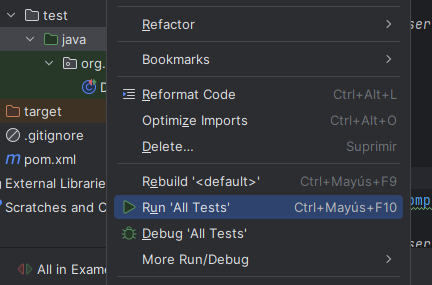 test
java
org.
target
.gitignore
pom.xml
External Librarie
Scratches and C
All in Exam
Refactor
Bookmarks
Reformat Code Ctrl+Alt+L
Optimize Imports Ctrl+Alt+O
Delete... Suprimir
Rebuild '<default>' Ctrl+Mayús+F9
Run 'All Tests' Ctrl+Mayús+F10
Debug 'All Tests'
More Run/Debug
ser
omp
ser